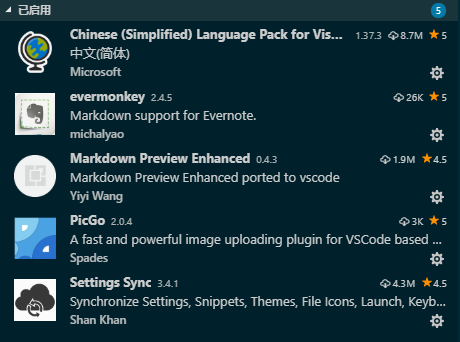 已启用 5
Chinese (Simplified) Language Pack for Vis... 1.37.3 8.7M 5
中文(简体)
Microsoft
evermonkey 2.4.5 26K 5
Markdown support for Evernote.
michalyao
Markdown Preview Enhanced 0.4.3 1.9M 4.5
Markdown Preview Enhanced ported to vscode
Yiyi Wang
PicGo 2.0.4 3K 5
A fast and powerful image uploading plugin for VSCode based ...
Spades
Settings Sync 3.4.1 4.3M 4.5
Synchronize Settings, Snippets, Themes, File Icons, Launch, Keyb...
Shan Khan